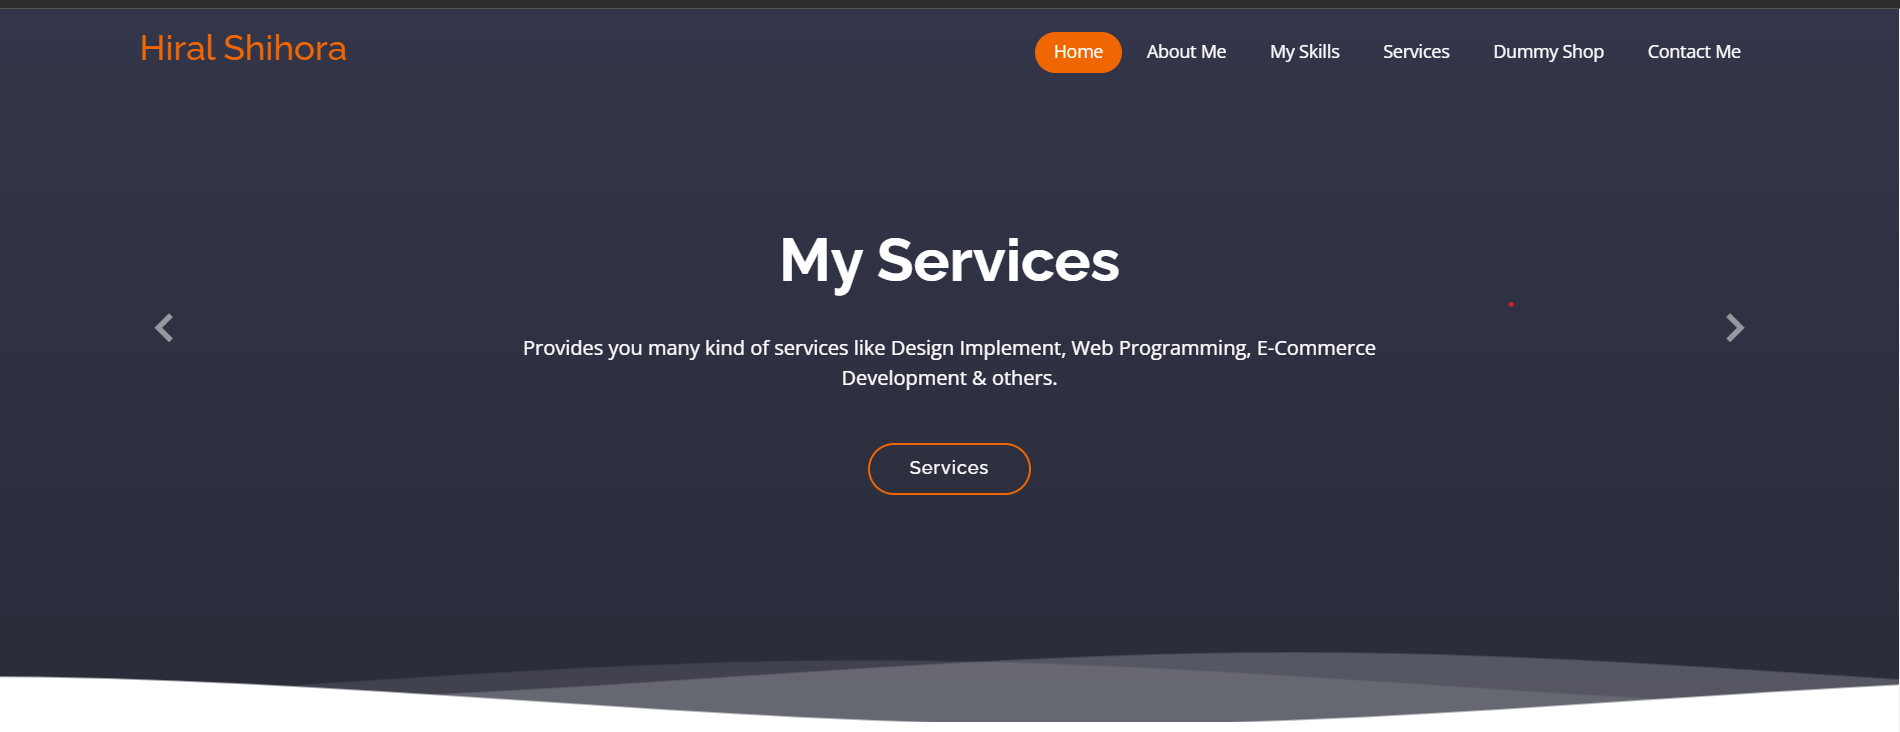 Hiral Shihora
Home About Me My Skills Services Dummy Shop Contact Me
My Services
Provides you many kind of services like Design Implement, Web Programming, E-Commerce
Development & others.
Services